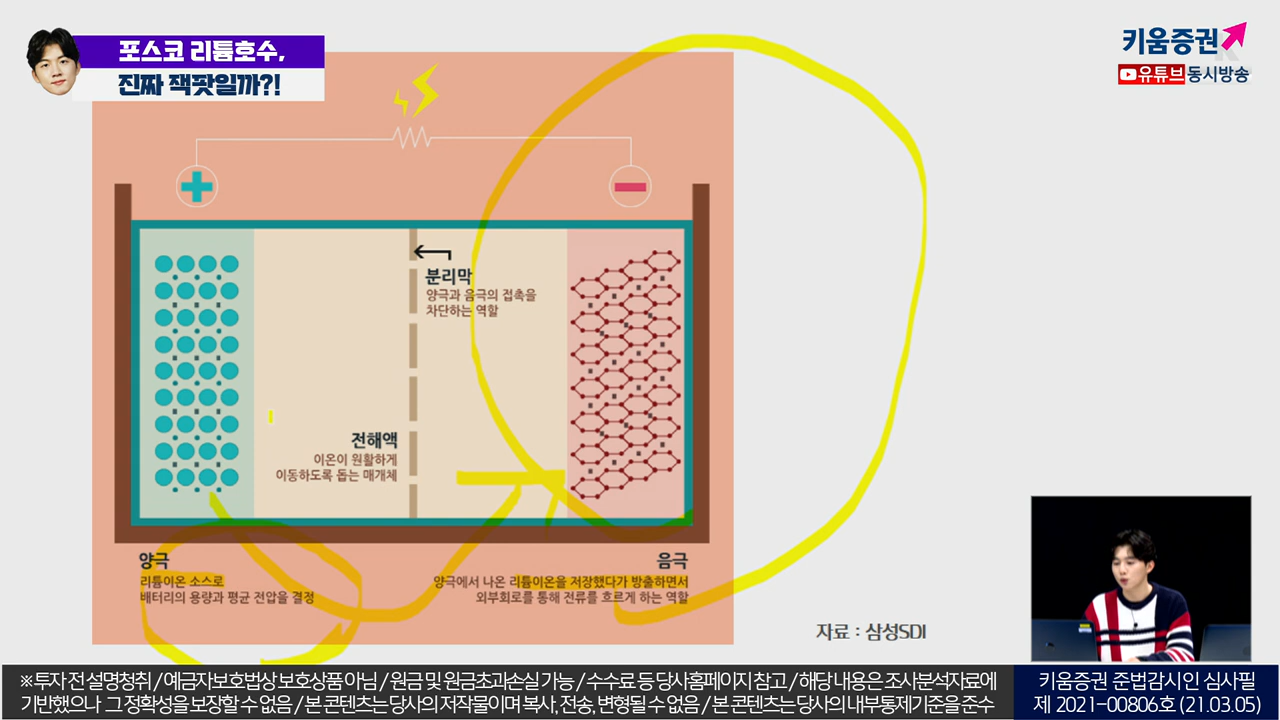 포스코 리튬호수,
진짜 잭팟일까?!
키움증권
유튜브동시방송
분리막
양극과 음극의 접촉을
차단하는 역할
전해액
이온이 원활하게
이동하도록 돕는 매개체
양극
리튬이온 소스로
배터리의 용량과 평균 전압을 결정
음극
양극에서 나온 리튬이온을 저장했다가 방출하면서
외부회로를 통해 전류를 흐르게 하는 역할
자료 : 삼성SDI
※ 투자 전 설명청취 / 예금자보호법상 보호상품 아님 / 원금 및 원금초과손실 가능 / 수수료 등 당사홈페이지 참고 / 해당 내용은 조사분석자료에
기반했으나 그 정확성을 보장할 수 없음 / 본 콘텐츠는 당사의 저작물이며 복사, 전송, 변형될 수 없음 / 본 콘텐츠는 당사의 내부통제기준을 준수
키움증권 준법감시인 심사필
제 2021-00806호 (21.03.05)